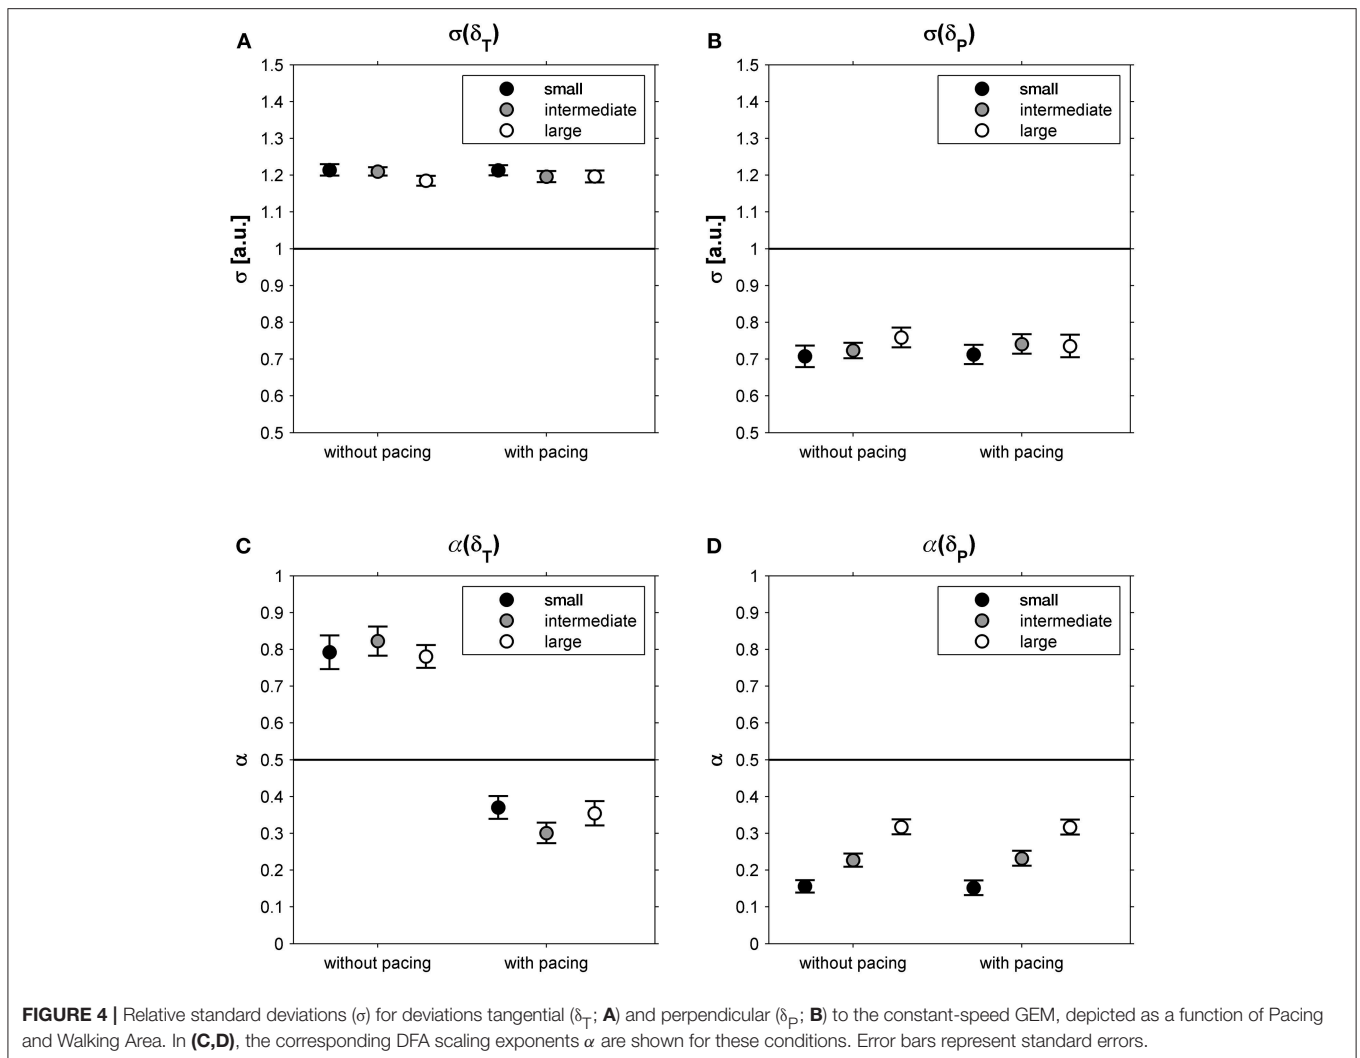 A
σ(δT)
1.5
1.4
1.3
1.2
1.1
1
0.9
0.8
0.7
0.6
0.5
σ [a.u.]
small
intermediate
large
without pacing
with pacing
B
σ(δP)
1.5
1.4
1.3
1.2
1.1
1
0.9
0.8
0.7
0.6
0.5
σ [a.u.]
small
intermediate
large
without pacing
with pacing
C
α(δT)
1
0.9
0.8
0.7
0.6
0.5
0.4
0.3
0.2
0.1
0
α
small
intermediate
large
without pacing
with pacing
D
α(δP)
1
0.9
0.8
0.7
0.6
0.5
0.4
0.3
0.2
0.1
0
α
small
intermediate
large
without pacing
with pacing
FIGURE 4 | Relative standard deviations (σ) for deviations tangential (δT; A) and perpendicular (δP; B) to the constant-speed GEM, depicted as a function of Pacing
and Walking Area. In (C,D), the corresponding DFA scaling exponents α are shown for these conditions. Error bars represent standard errors.